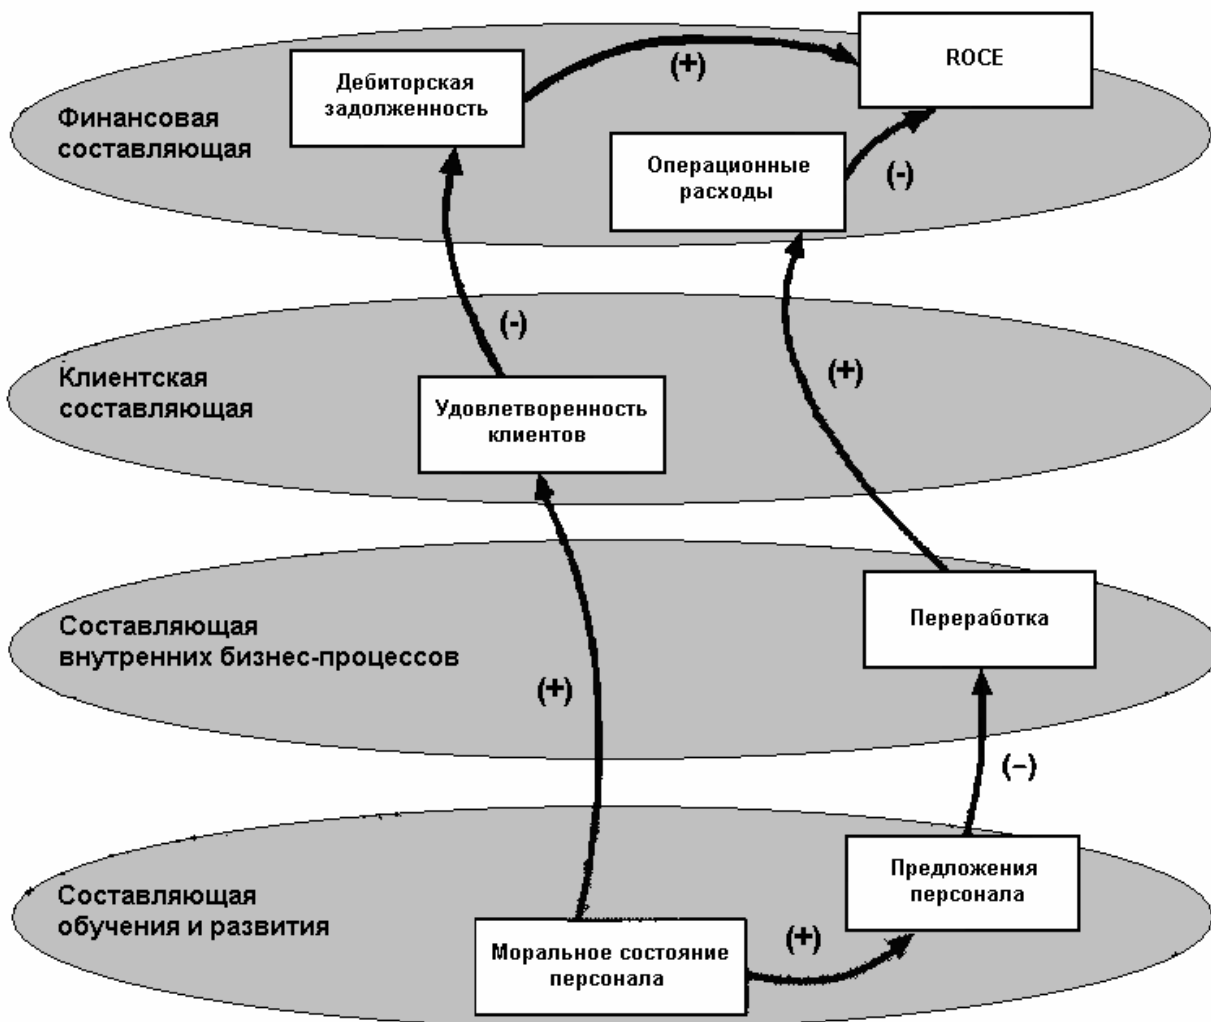 Дебиторская
задолженность
(+)
ROCE
Финансовая
составляющая
Операционные
расходы
(-)
(-)
Клиентская
составляющая
Удовлетворенность
клиентов
(+)
Составляющая
внутренних бизнес-процессов
Переработка
(+)
(-)
Составляющая
обучения и развития
Предложения
персонала
Моральное состояние
персонала
(+)